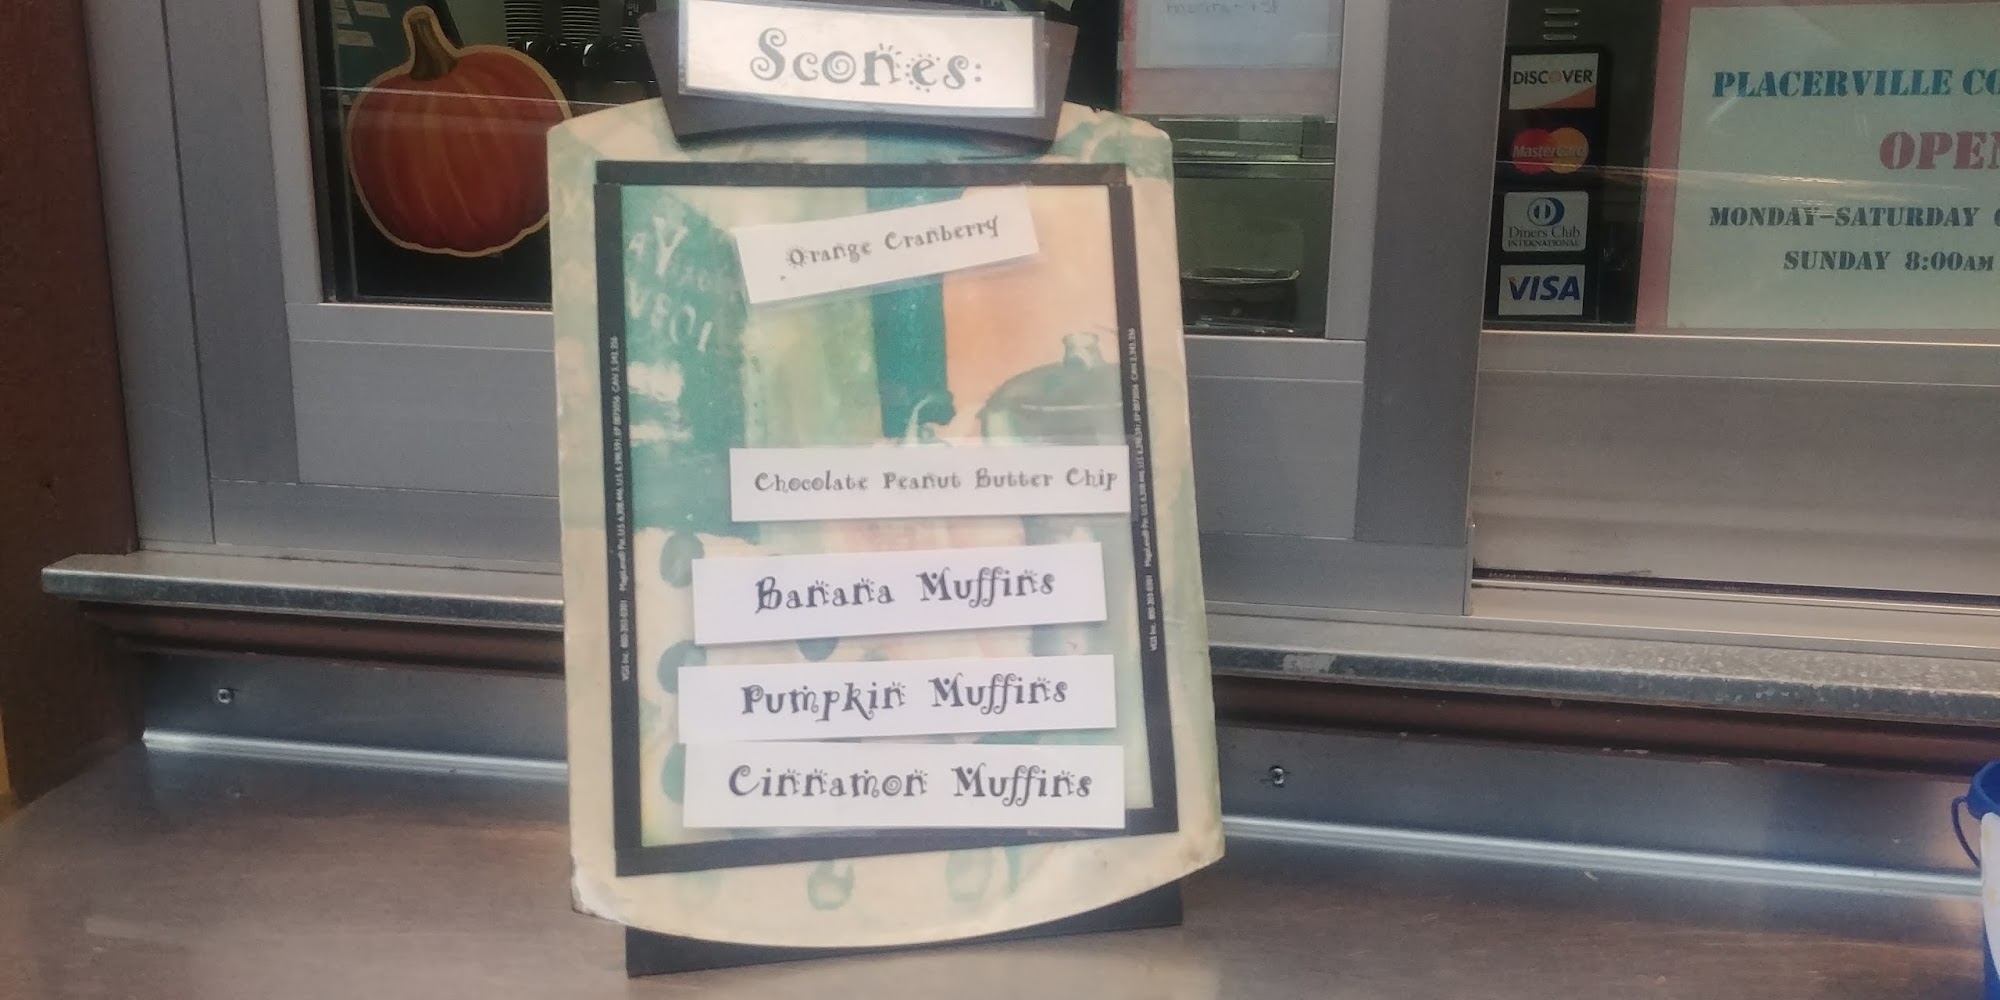 Scones:
Orange Cranberry
Chocolate Peanut Butter Chip
Banana Muffins
Pumpkin Muffins
Cinnamon Muffins
DISCOVER
MasterCard
Diners Club
INTERNATIONAL
VISA
PLACERVILLE CO
OPEN
MONDAY-SATURDAY
SUNDAY 8:00AM